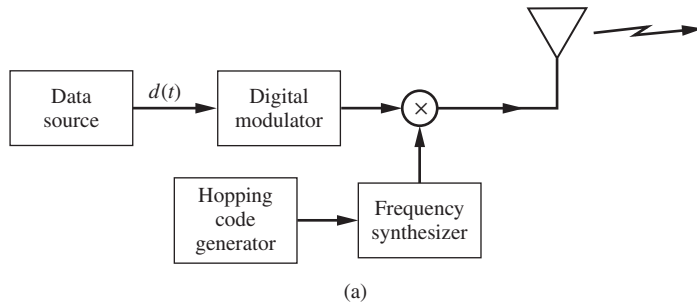 Data
source
d(t)
Digital
modulator
×
Hopping
code
generator
Frequency
synthesizer
(a)